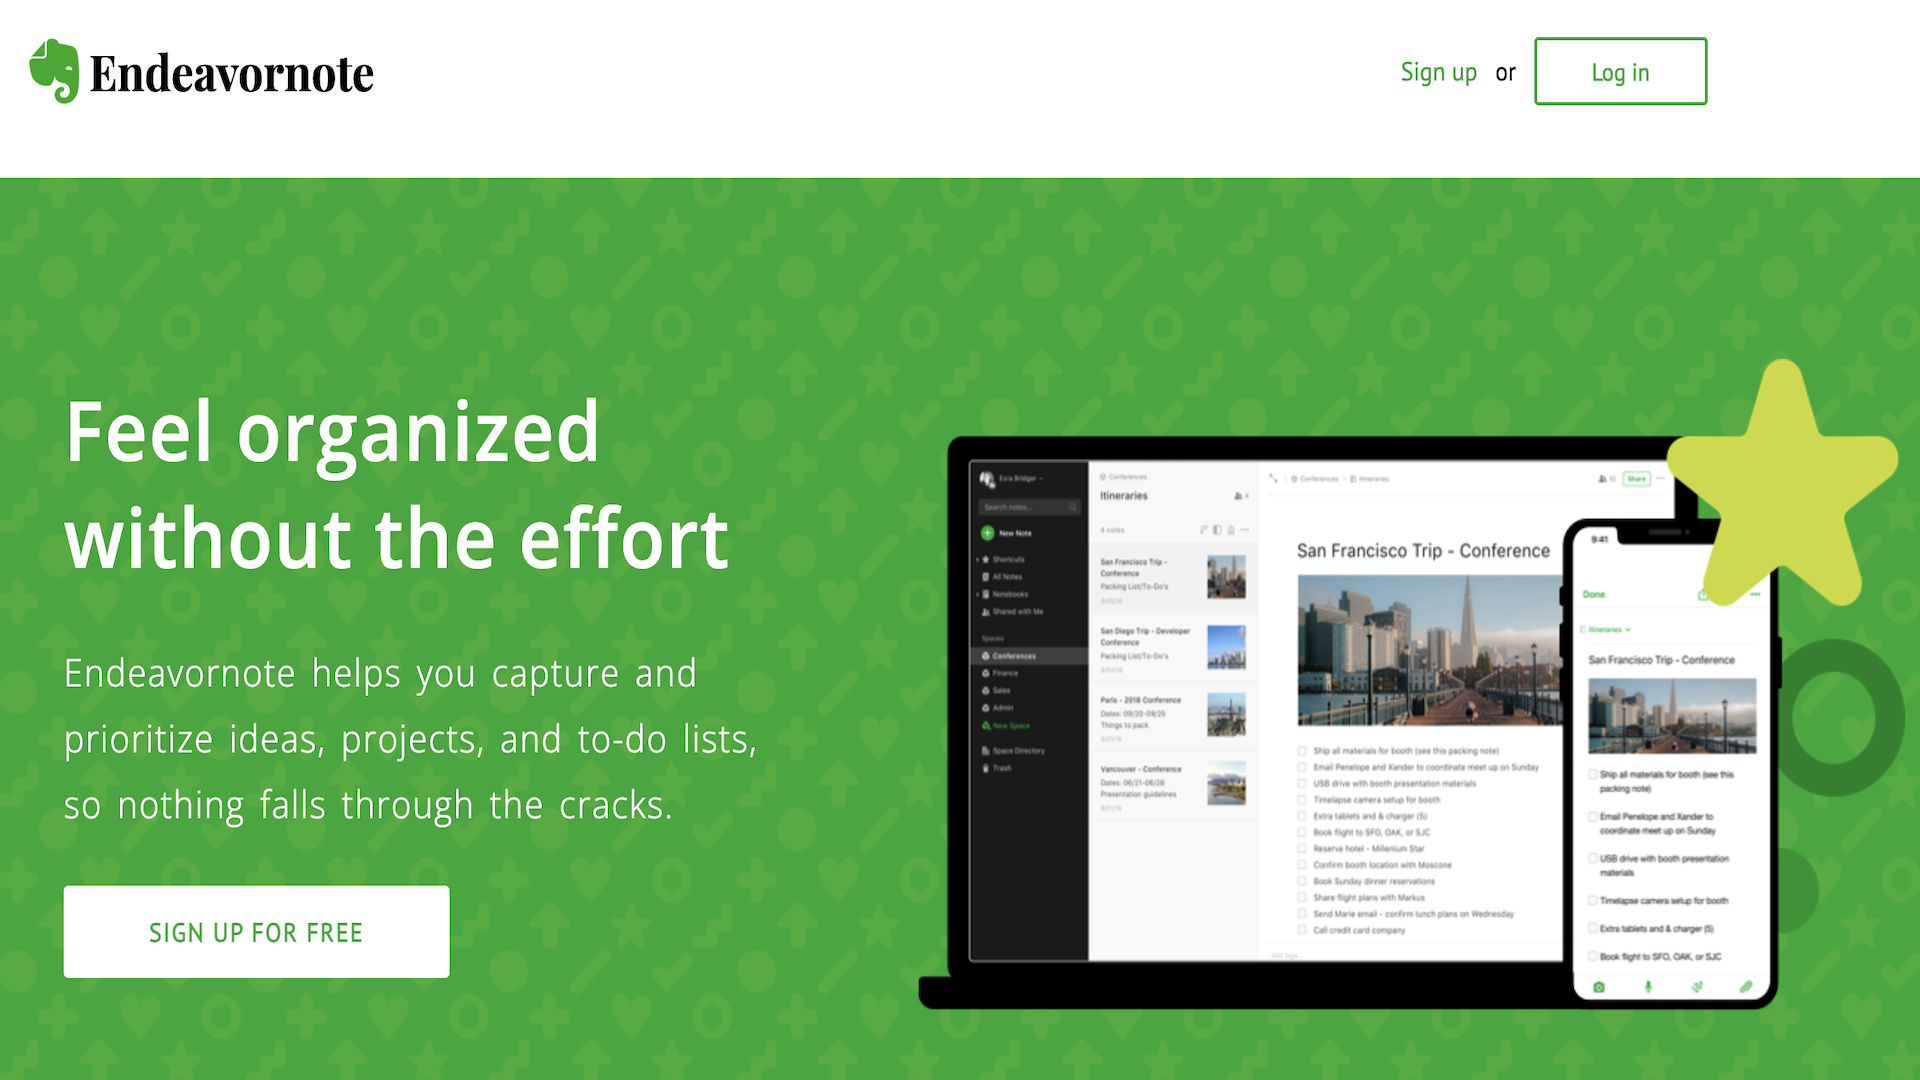 Endeavornote
Sign up or Log in
Feel organized
without the effort
Endeavornote helps you capture and
prioritize ideas, projects, and to-do lists,
so nothing falls through the cracks.
SIGN UP FOR FREE
Ezra Bridger
Search notes...
New Note
Shortcuts
All Notes
Notebooks
Shared with Me
Spaces
Conferences
Finance
Sales
Admin
New Space
Space Directory
Trash
Conferences
Itineraries
4
4 notes
San Francisco Trip -
Conference
Packing List/To-Do's
San Diego Trip - Developer
Conference
Packing List/To-Do's
Paris - 2018 Conference
Dates: 09/20-09/25
Things to pack
Vancouver - Conference
Dates: 06/21-06/28
Presentation guidelines
Conferences > Itineraries
10 Share
San Francisco Trip - Conference
Ship all materials for booth (see this packing note)
Email Penelope and Xander to coordinate meet up on Sunday
USB drive with booth presentation materials
Timelapse camera setup for booth
Extra tablets and & charger (5)
Book flight to SFO, OAK, or SJC
Reserve hotel - Millenium Star
Confirm booth location with Moscone
Book Sunday dinner reservations
Share flight plans with Markus
Send Marie email - confirm lunch plans on Wednesday
Call credit card company
Add tags...
9:41
Done
Itineraries
San Francisco Trip - Conference
Ship all materials for booth (see this
packing note)
Email Penelope and Xander to
coordinate meet up on Sunday
USB drive with booth presentation
materials
Timelapse camera setup for booth
Extra tablets and & charger (5)
Book flight to SFO, OAK, or SJC